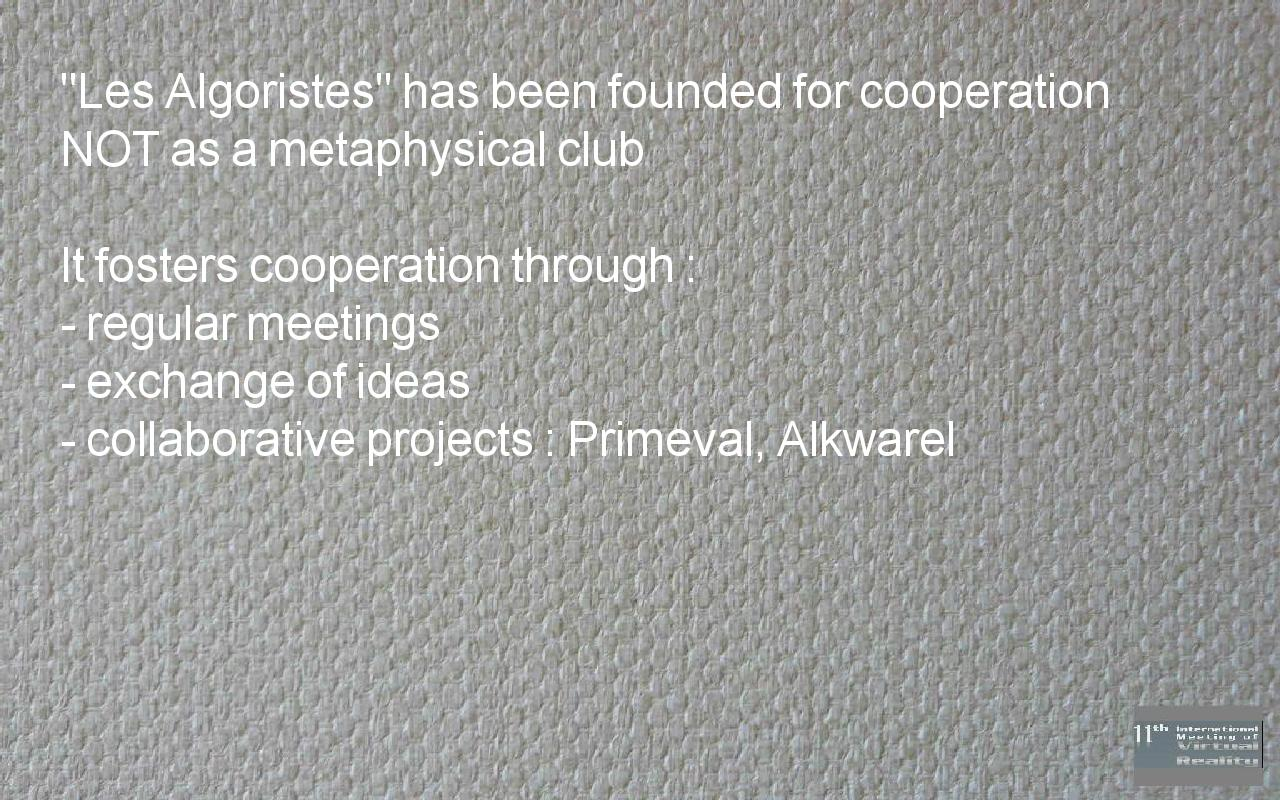 "Les Algoristes" has been founded for cooperation
NOT as a metaphysical club
It fosters cooperation through :
- regular meetings
- exchange of ideas
- collaborative projects : Primeval, Alkwarel
11th International
Meeting of
Virtual
Reality